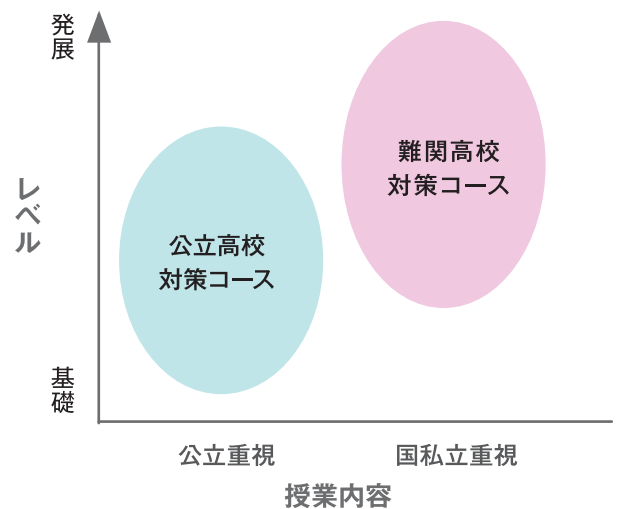 発展
レベル
基礎
難関高校
対策コース
公立高校
対策コース
公立重視
国私立重視
授業内容